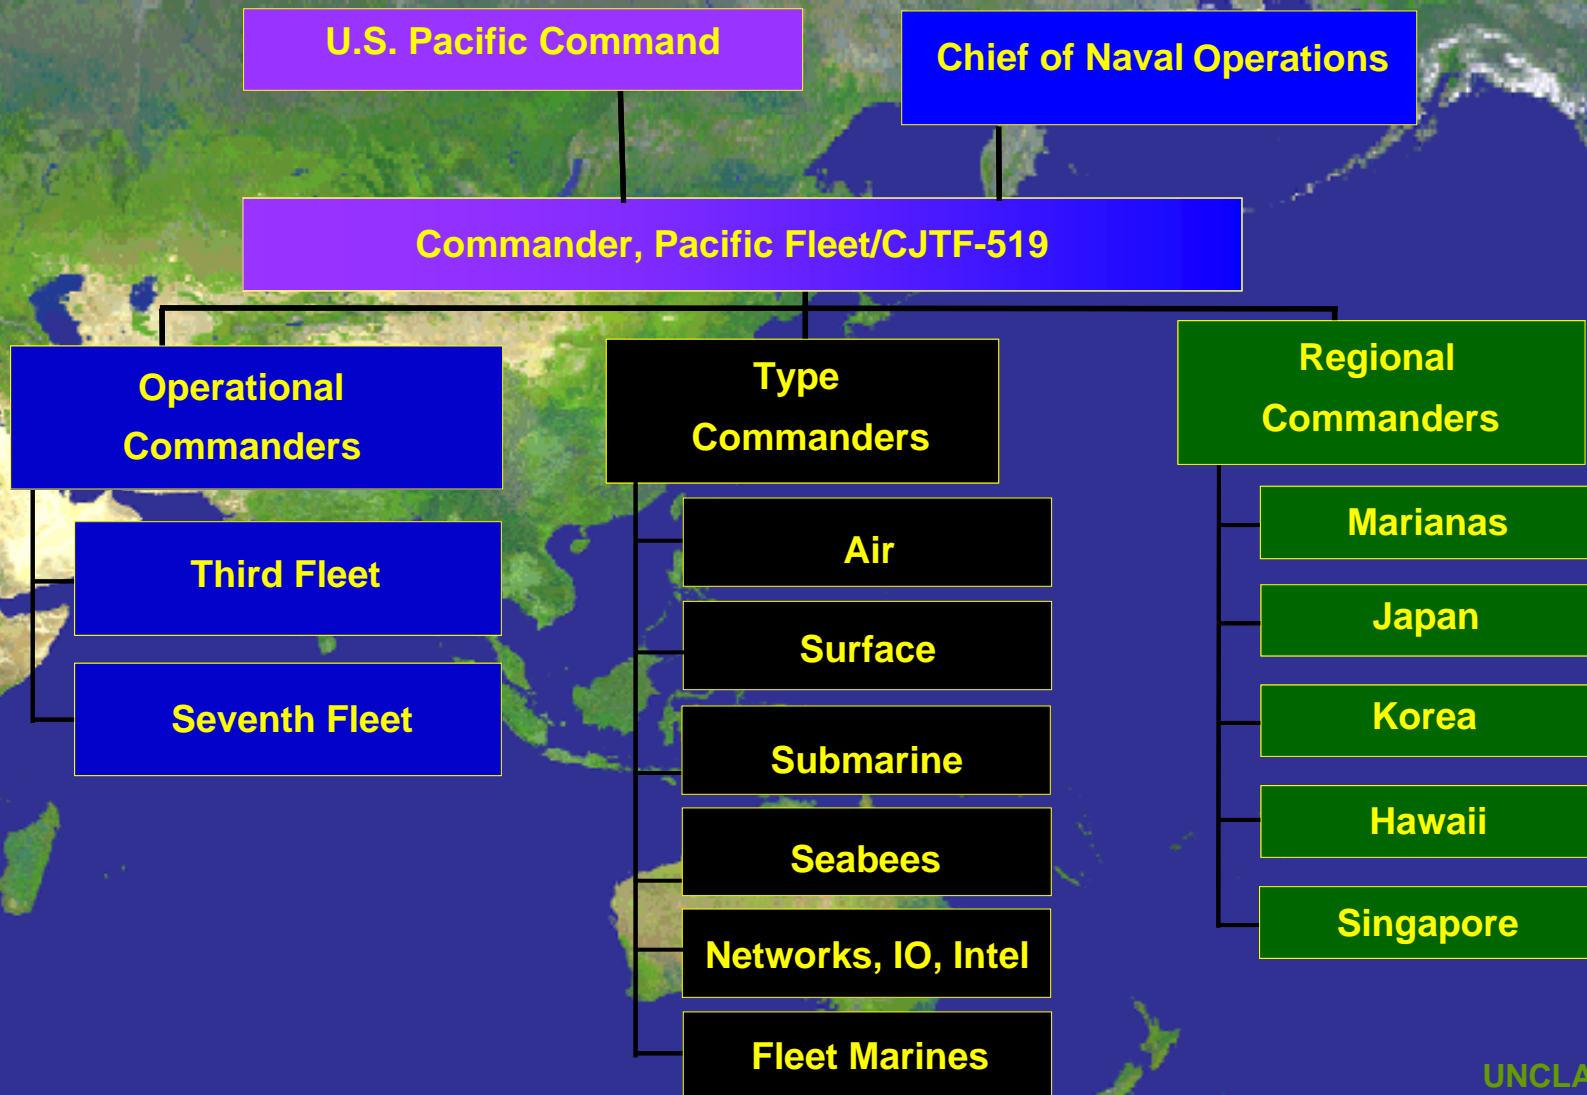 U.S. Pacific Command
Chief of Naval Operations
Commander, Pacific Fleet/CJTF-519
Operational
Commanders
Third Fleet
Seventh Fleet
Type
Commanders
Air
Surface
Submarine
Seabees
Networks, IO, Intel
Fleet Marines
Regional
Commanders
Marianas
Japan
Korea
Hawaii
Singapore
UNCLA